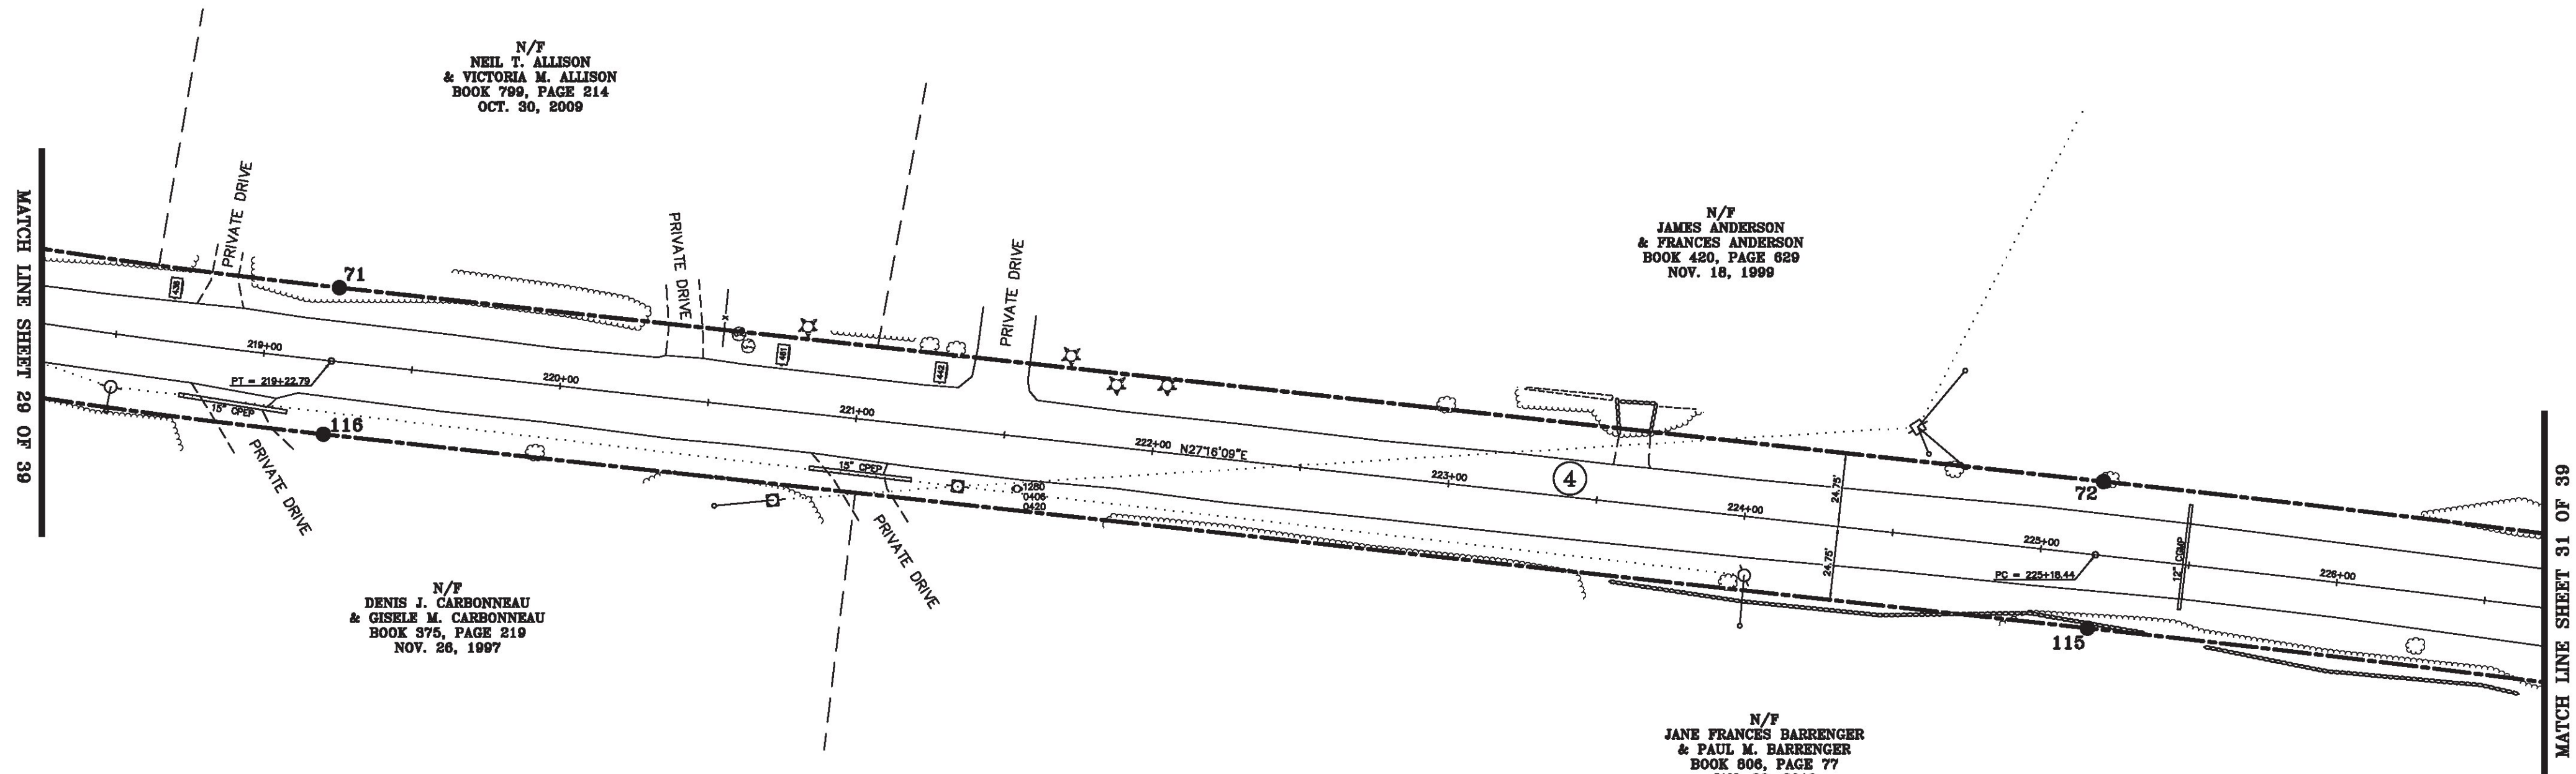 N/F
NEIL T. ALLISON
& VICTORIA M. ALLISON
BOOK 799, PAGE 214
OCT. 30, 2009
N/F
JAMES ANDERSON
& FRANCES ANDERSON
BOOK 420, PAGE 629
NOV. 18, 1999
MATCH LINE SHEET 29 OF 39
PRIVATE DRIVE
PRIVATE DRIVE
PRIVATE DRIVE
71
436
461
442
219+00
PT = 219+22.79
220+00
221+00
222+00
N27°16'09"E
223+00
4
24.75'
24.75'
224+00
72
225+00
PC = 225+18.44
12" CGMP
226+00
15" CPEP
116
PRIVATE DRIVE
15" CPEP
1280
0406
0420
PRIVATE DRIVE
115
N/F
DENIS J. CARBONNEAU
& GISELE M. CARBONNEAU
BOOK 375, PAGE 219
NOV. 26, 1997
N/F
JANE FRANCES BARRENGER
& PAUL M. BARRENGER
BOOK 806, PAGE 77
MATCH LINE SHEET 31 OF 39